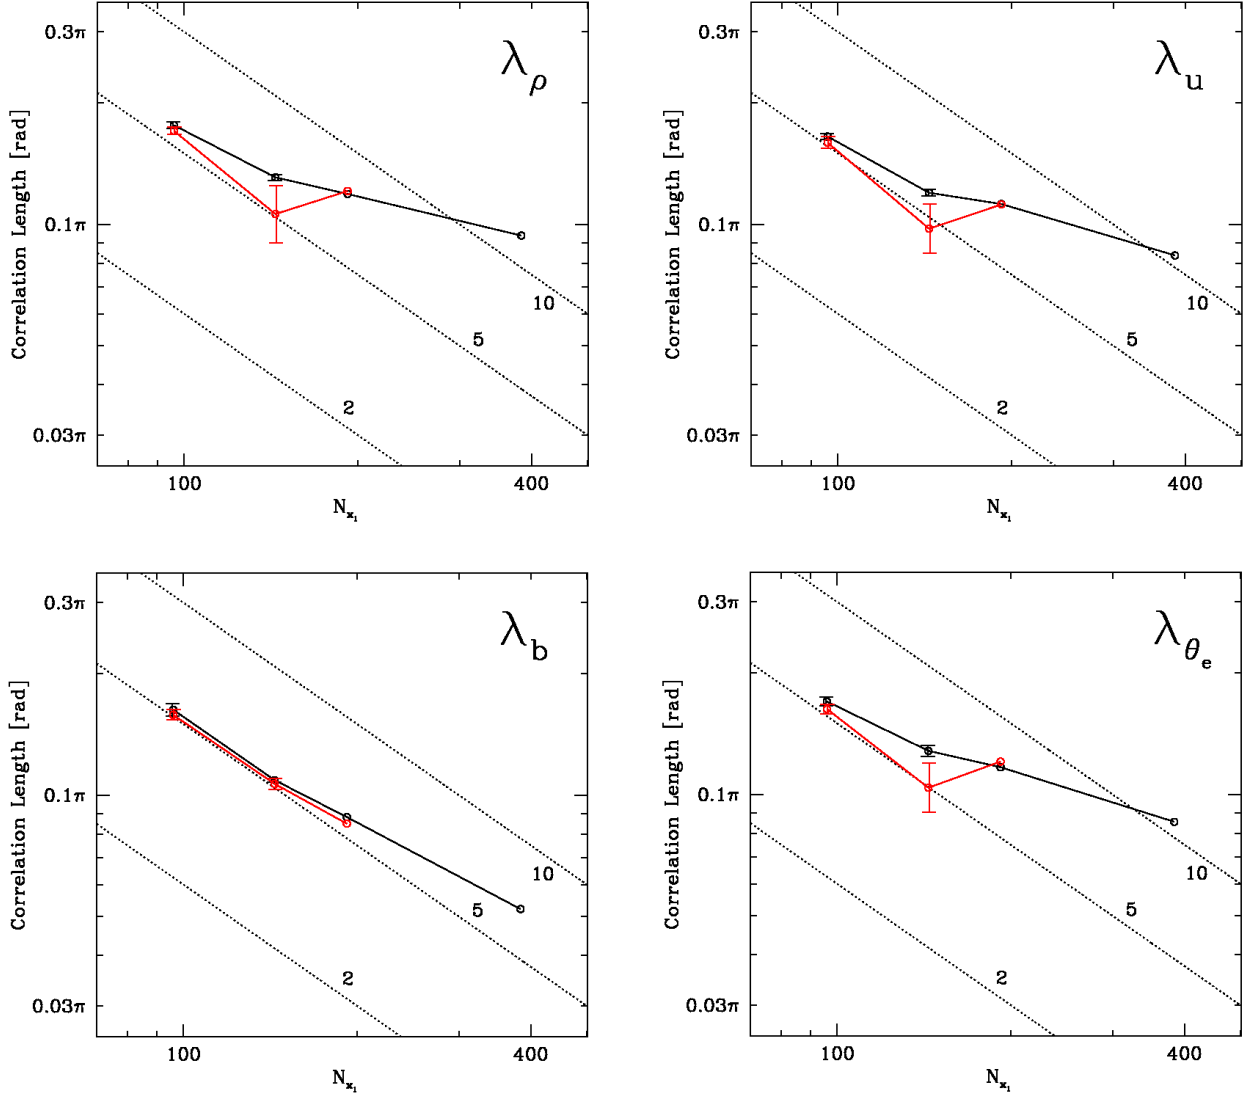 0.3π
λρ
0.1π
Correlation Length [rad]
10
5
2
0.03π
100
400
Nx₁
0.3π
λu
0.1π
Correlation Length [rad]
10
5
2
0.03π
100
400
Nx₁
0.3π
λb
0.1π
Correlation Length [rad]
10
5
2
0.03π
100
400
Nx₁
0.3π
λθe
0.1π
Correlation Length [rad]
10
5
2
0.03π
100
400
Nx₁